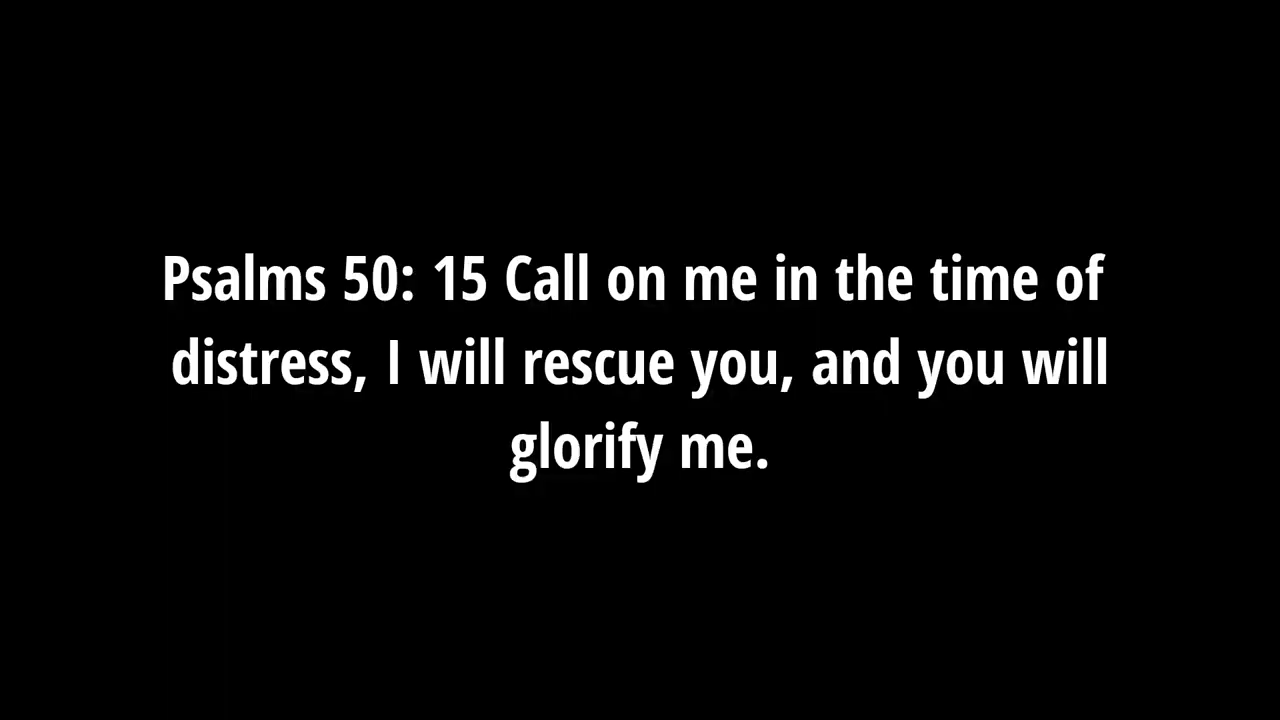 Psalms 50: 15 Call on me in the time of
distress, I will rescue you, and you will
glorify me.